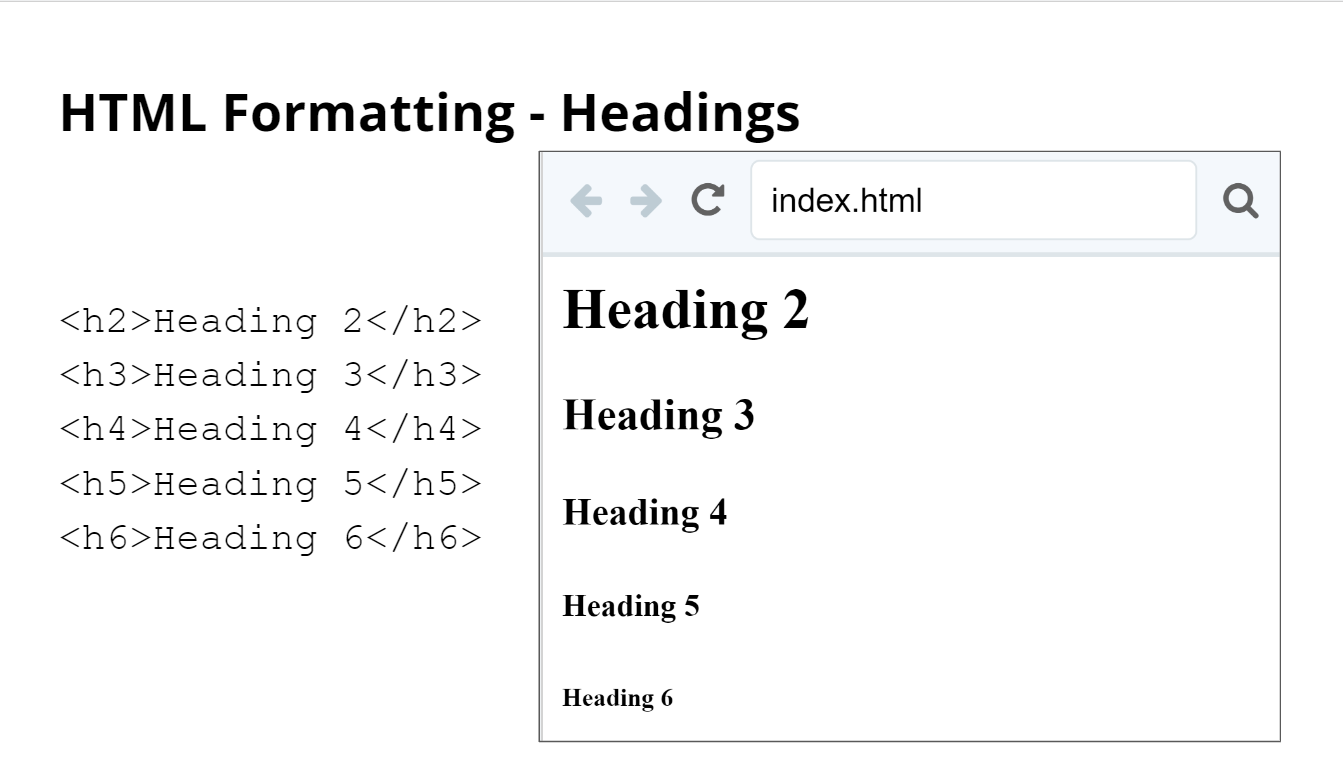 HTML Formatting - Headings
<h2>Heading 2</h2>
<h3>Heading 3</h3>
<h4>Heading 4</h4>
<h5>Heading 5</h5>
<h6>Heading 6</h6>
index.html
Heading 2
Heading 3
Heading 4
Heading 5
Heading 6